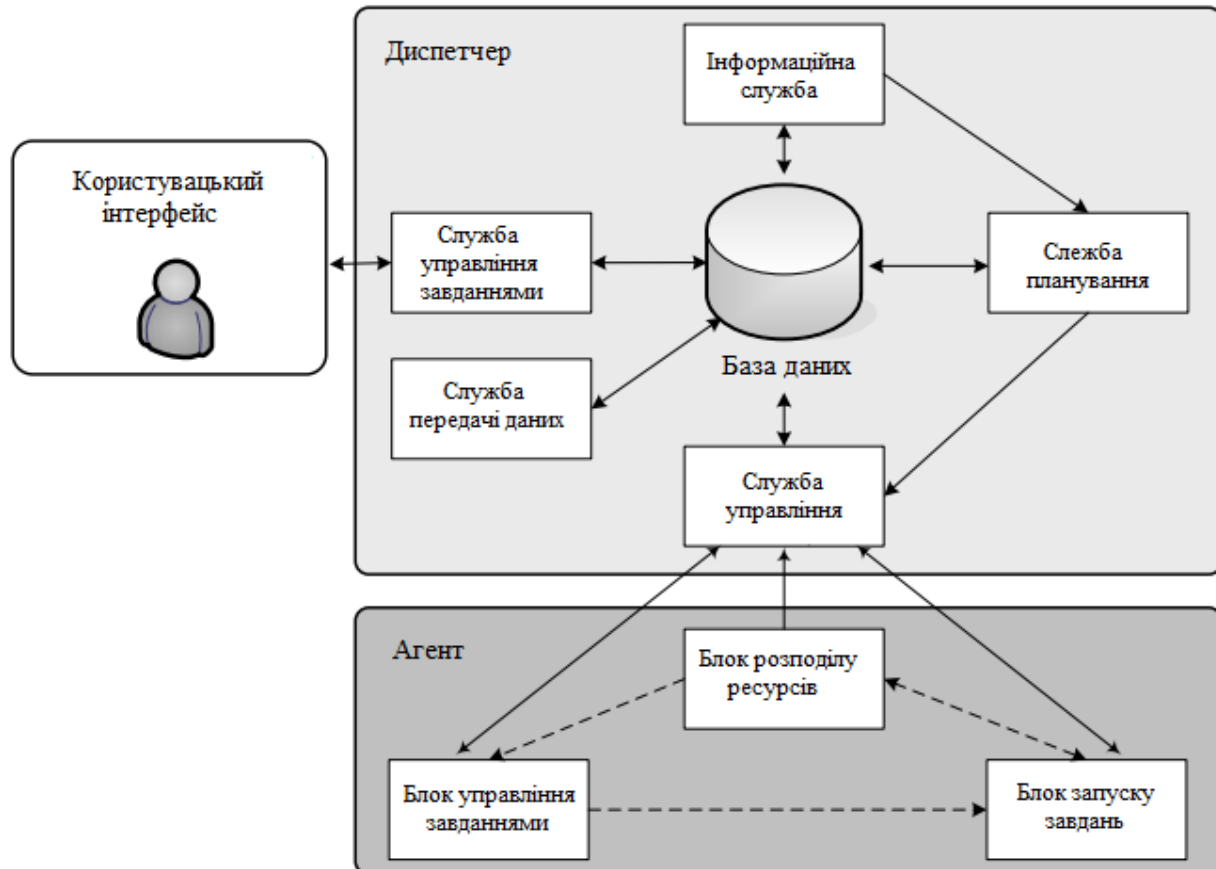 Диспетчер
Інформаційна
служба
Користувацький
інтерфейс
Служба
управління
завданнями
Слежба
планування
База даних
Служба
передачі даних
Служба
управління
Агент
Блок розподілу
ресурсів
Блок управління
завданнями
Блок запуску
завдань